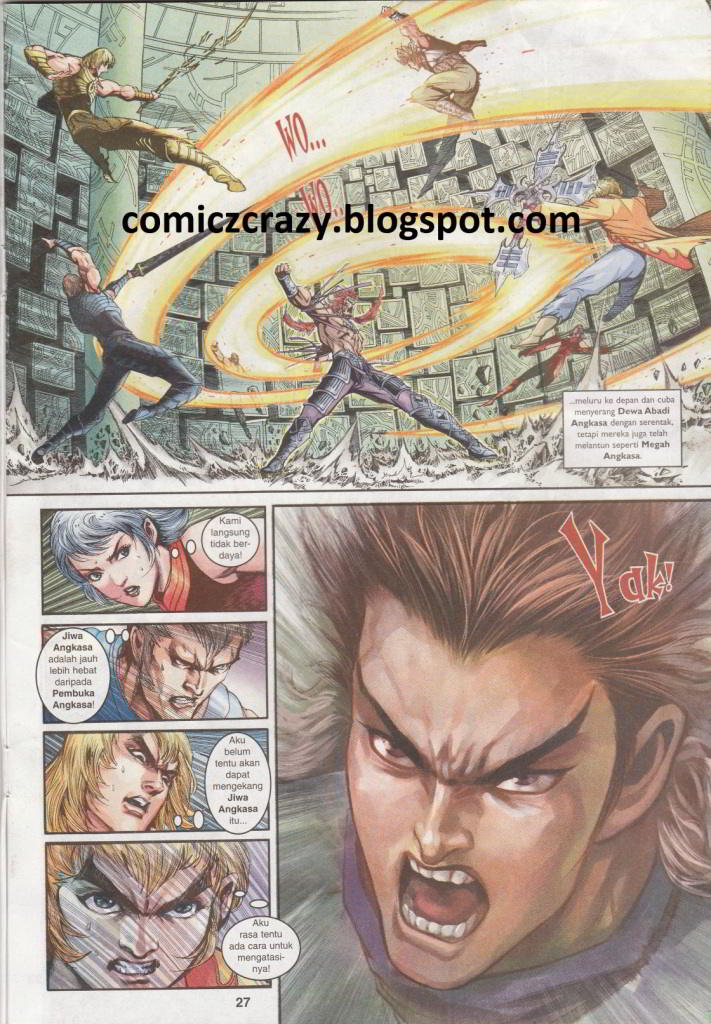 WO...
WO...
comiczcrazy.blogspot.com
...meluru ke depan dan cuba
menyerang Dewa Abadi
Angkasa dengan serentak,
tetapi mereka juga telah
melantun seperti Megah
Angkasa.
Kami
langsung
tidak ber-
daya!
Yak!
Jiwa
Angkasa
adalah jauh
lebih hebat
daripada
Pembuka
Angkasa!
Aku
belum
tentu akan
dapat
mengekang
Jiwa
Angkasa
itu...
Aku
rasa tentu
ada cara untuk
mengatasi-
nya!
27